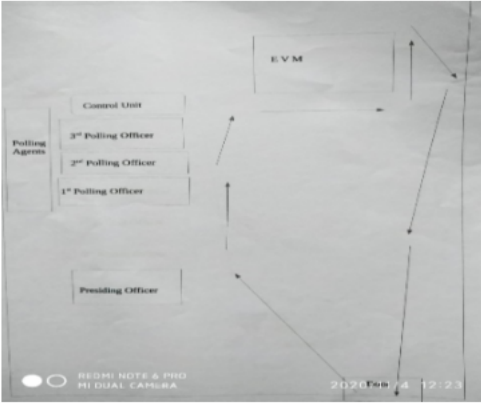 EVM
Control Unit
3rd Polling Officer
Polling
Agents
2nd Polling Officer
1st Polling Officer
Presiding Officer
REDMI NOTE 6 PRO
MI DUAL CAMERA
12:23